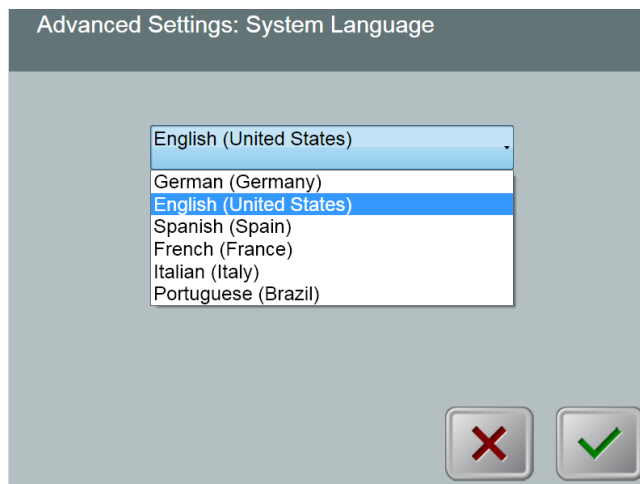 Advanced Settings: System Language
English (United States)
German (Germany)
English (United States)
Spanish (Spain)
French (France)
Italian (Italy)
Portuguese (Brazil)